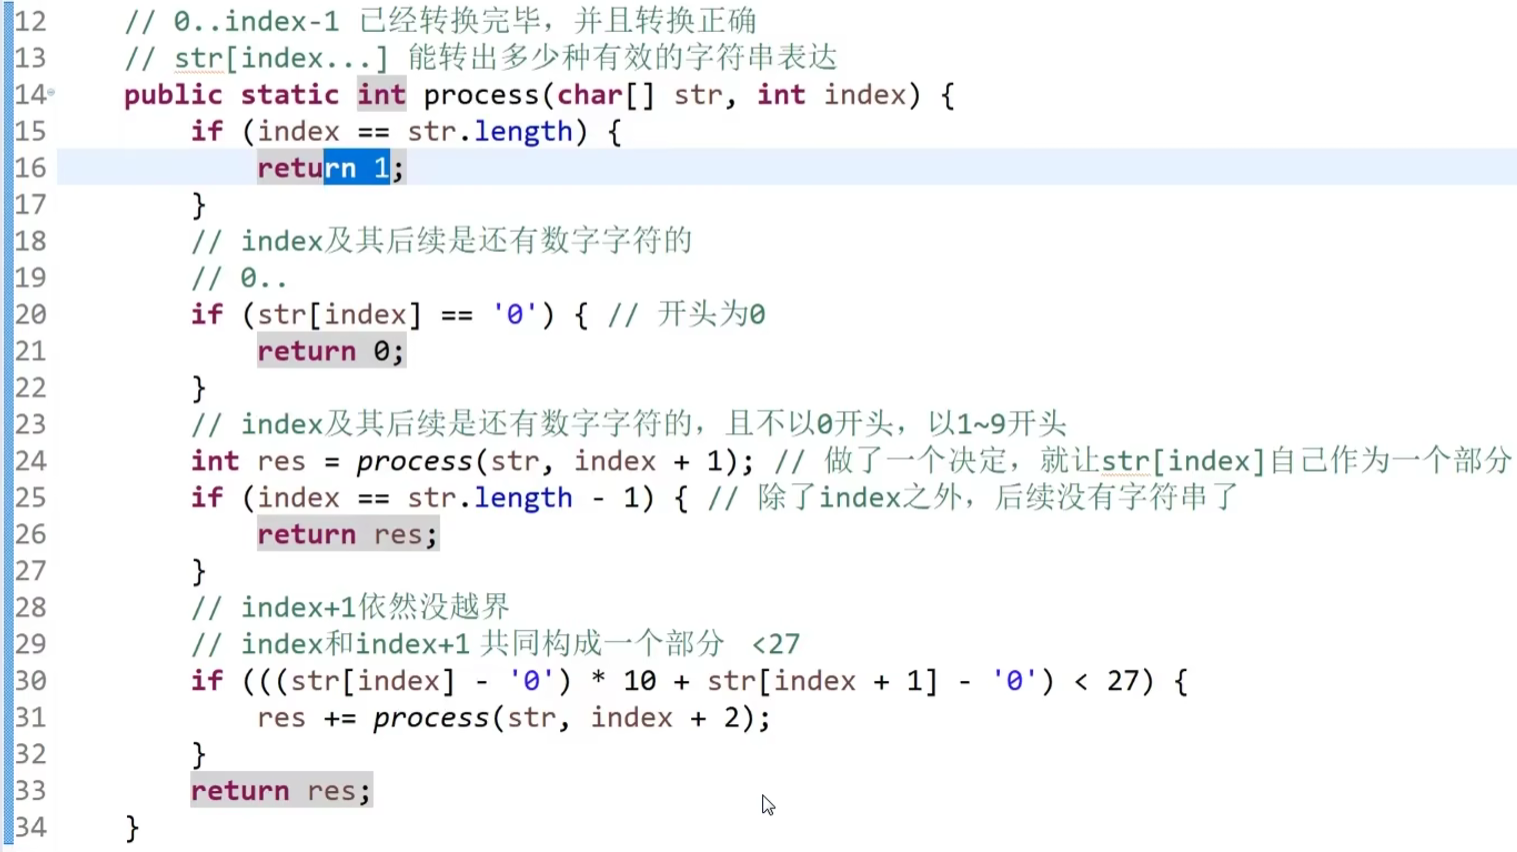 12 // 0..index-1 已经转换完毕，并且转换正确
13 // str[index...] 能转出多少种有效的字符串表达
14 public static int process(char[] str, int index) {
15 if (index == str.length) {
16 return 1;
17 }
18 // index及其后续是还有数字字符的
19 // 0..
20 if (str[index] == '0') { // 开头为0
21 return 0;
22 }
23 // index及其后续是还有数字字符的，且不以0开头，以1~9开头
24 int res = process(str, index + 1); // 做了一个决定，就让str[index]自己作为一个部分
25 if (index == str.length - 1) { // 除了index之外，后续没有字符串了
26 return res;
27 }
28 // index+1依然没越界
29 // index和index+1 共同构成一个部分 <27
30 if (((str[index] - '0') * 10 + str[index + 1] - '0') < 27) {
31 res += process(str, index + 2);
32 }
33 return res;
34 }